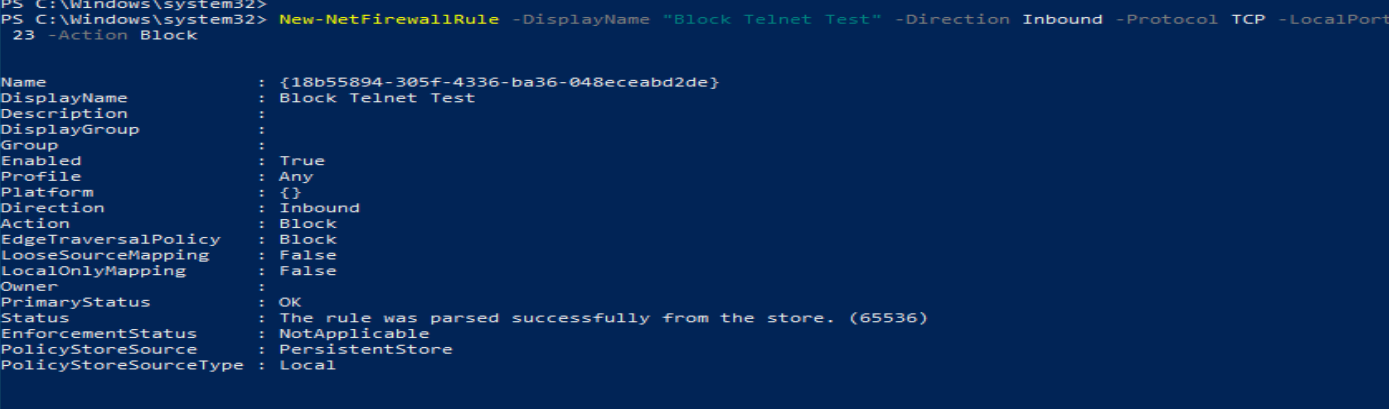 PS C:\Windows\system32>
PS C:\Windows\system32> New-NetFirewallRule -DisplayName "Block Telnet Test" -Direction Inbound -Protocol TCP -LocalPort
 23 -Action Block
Name                  : {18b55894-305f-4336-ba36-048eceabd2de}
DisplayName           : Block Telnet Test
Description           :
DisplayGroup          :
Group                 :
Enabled               : True
Profile               : Any
Platform              : {}
Direction             : Inbound
Action                : Block
EdgeTraversalPolicy   : Block
LooseSourceMapping    : False
LocalOnlyMapping      : False
Owner                 :
PrimaryStatus         : OK
Status                : The rule was parsed successfully from the store. (65536)
EnforcementStatus     : NotApplicable
PolicyStoreSource     : PersistentStore
PolicyStoreSourceType : Local